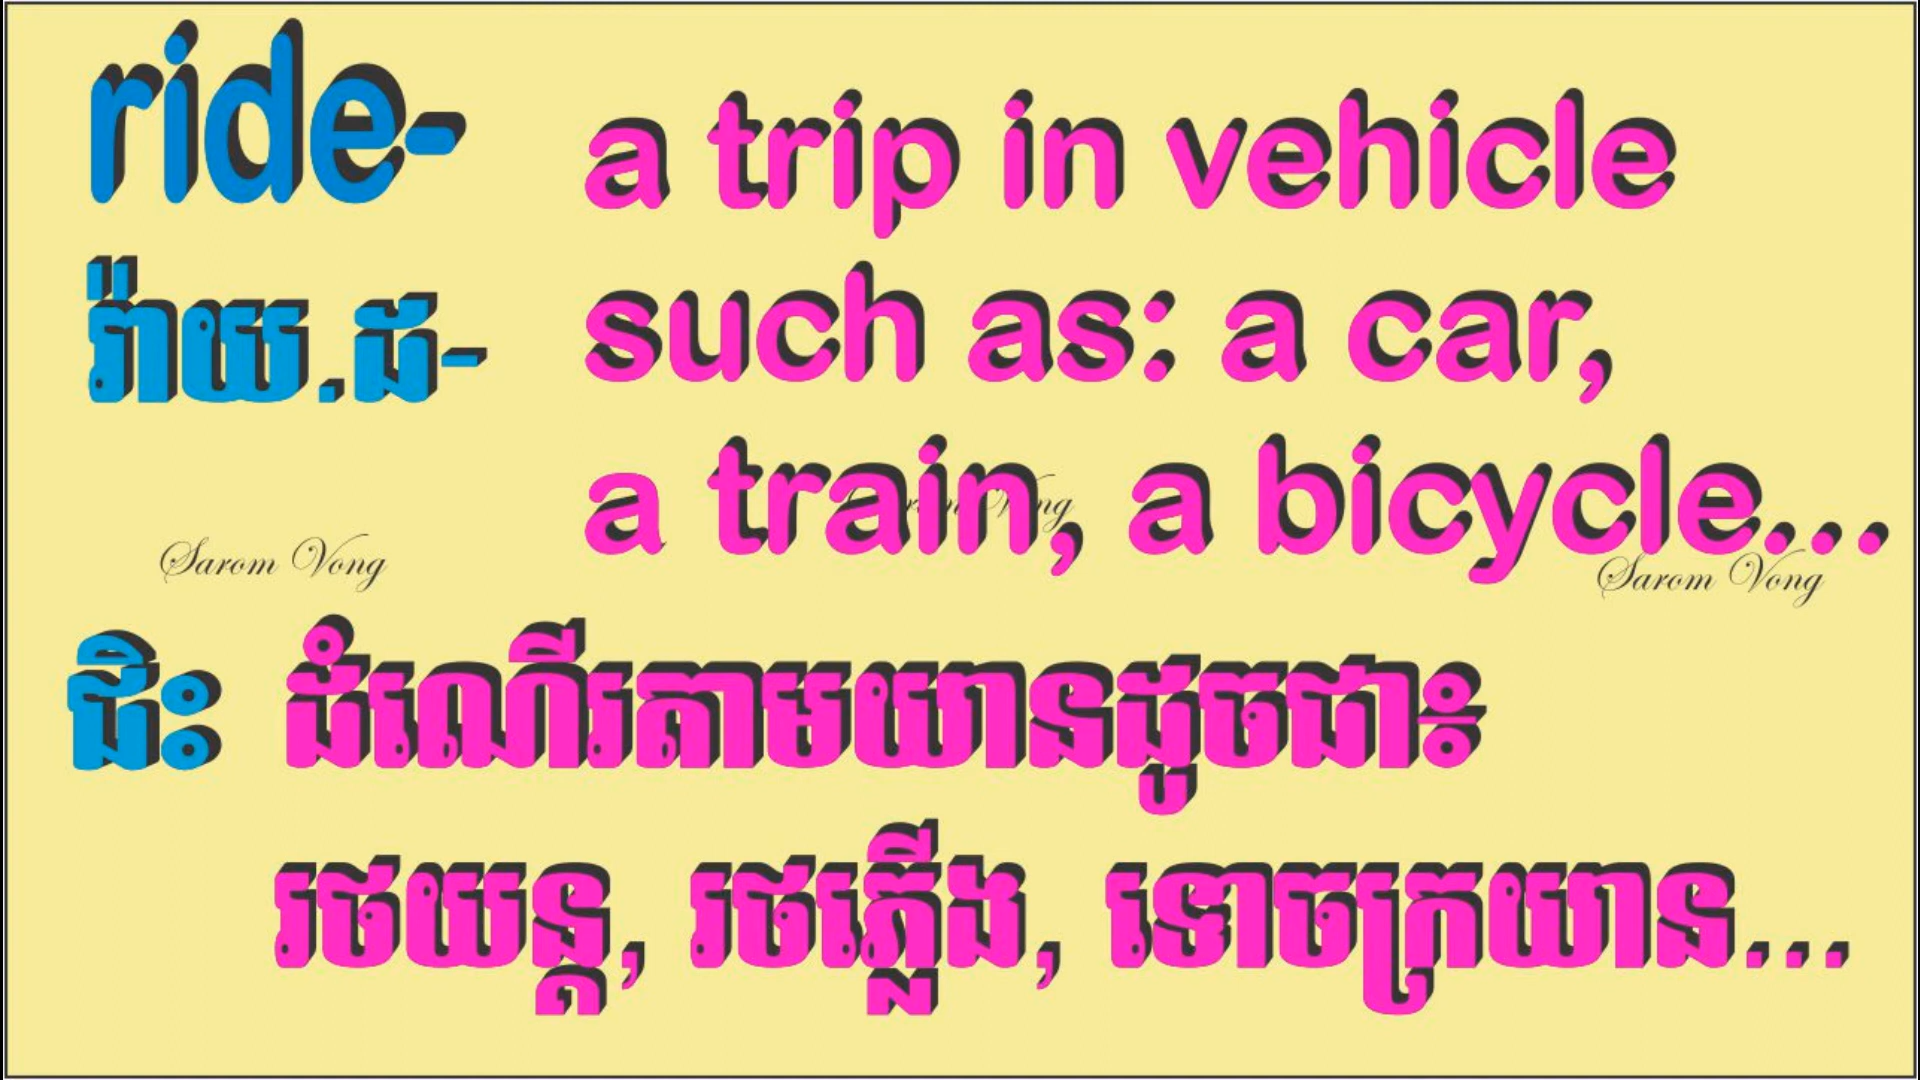 ride- a trip in vehicle
រ៉ាយ.ដ- such as: a car,
a train, a bicycle...
Sarom Vong
Sarom Vong
Sarom Vong
ជិះ ដំណើរតាមយានដូចជា៖
រថយន្ត, រថភ្លើង, ទោចក្រយាន...